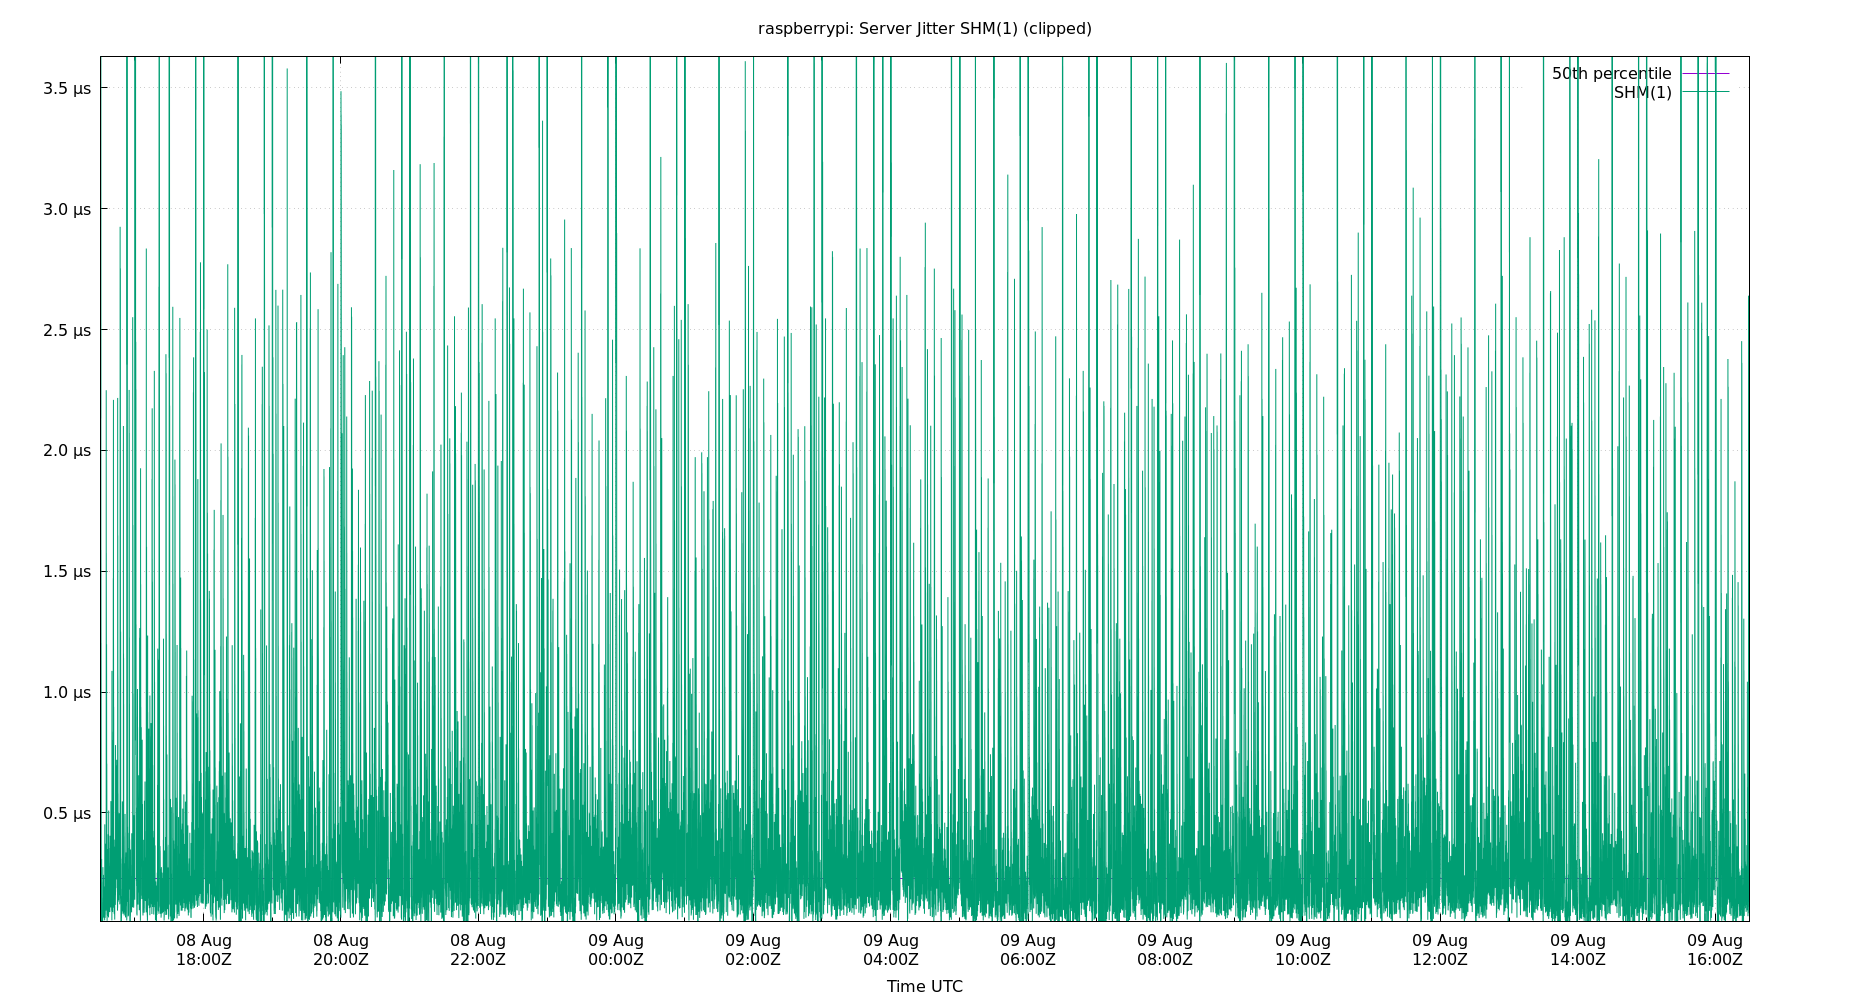 raspberrypi: Server Jitter SHM(1) (clipped)
50th percentile
SHM(1)
3.5 µs
3.0 µs
2.5 µs
2.0 µs
1.5 µs
1.0 µs
0.5 µs
08 Aug 08 Aug 08 Aug 09 Aug 09 Aug 09 Aug 09 Aug 09 Aug 09 Aug 09 Aug 09 Aug 09 Aug
18:00Z 20:00Z 22:00Z 00:00Z 02:00Z 04:00Z 06:00Z 08:00Z 10:00Z 12:00Z 14:00Z 16:00Z
Time UTC